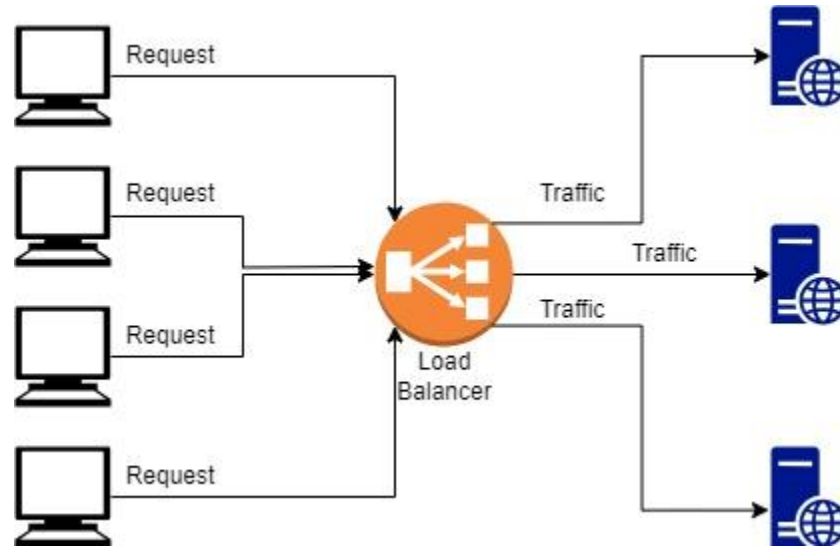 Request
Request
Traffic
Traffic
Request
Traffic
Load
Balancer
Request